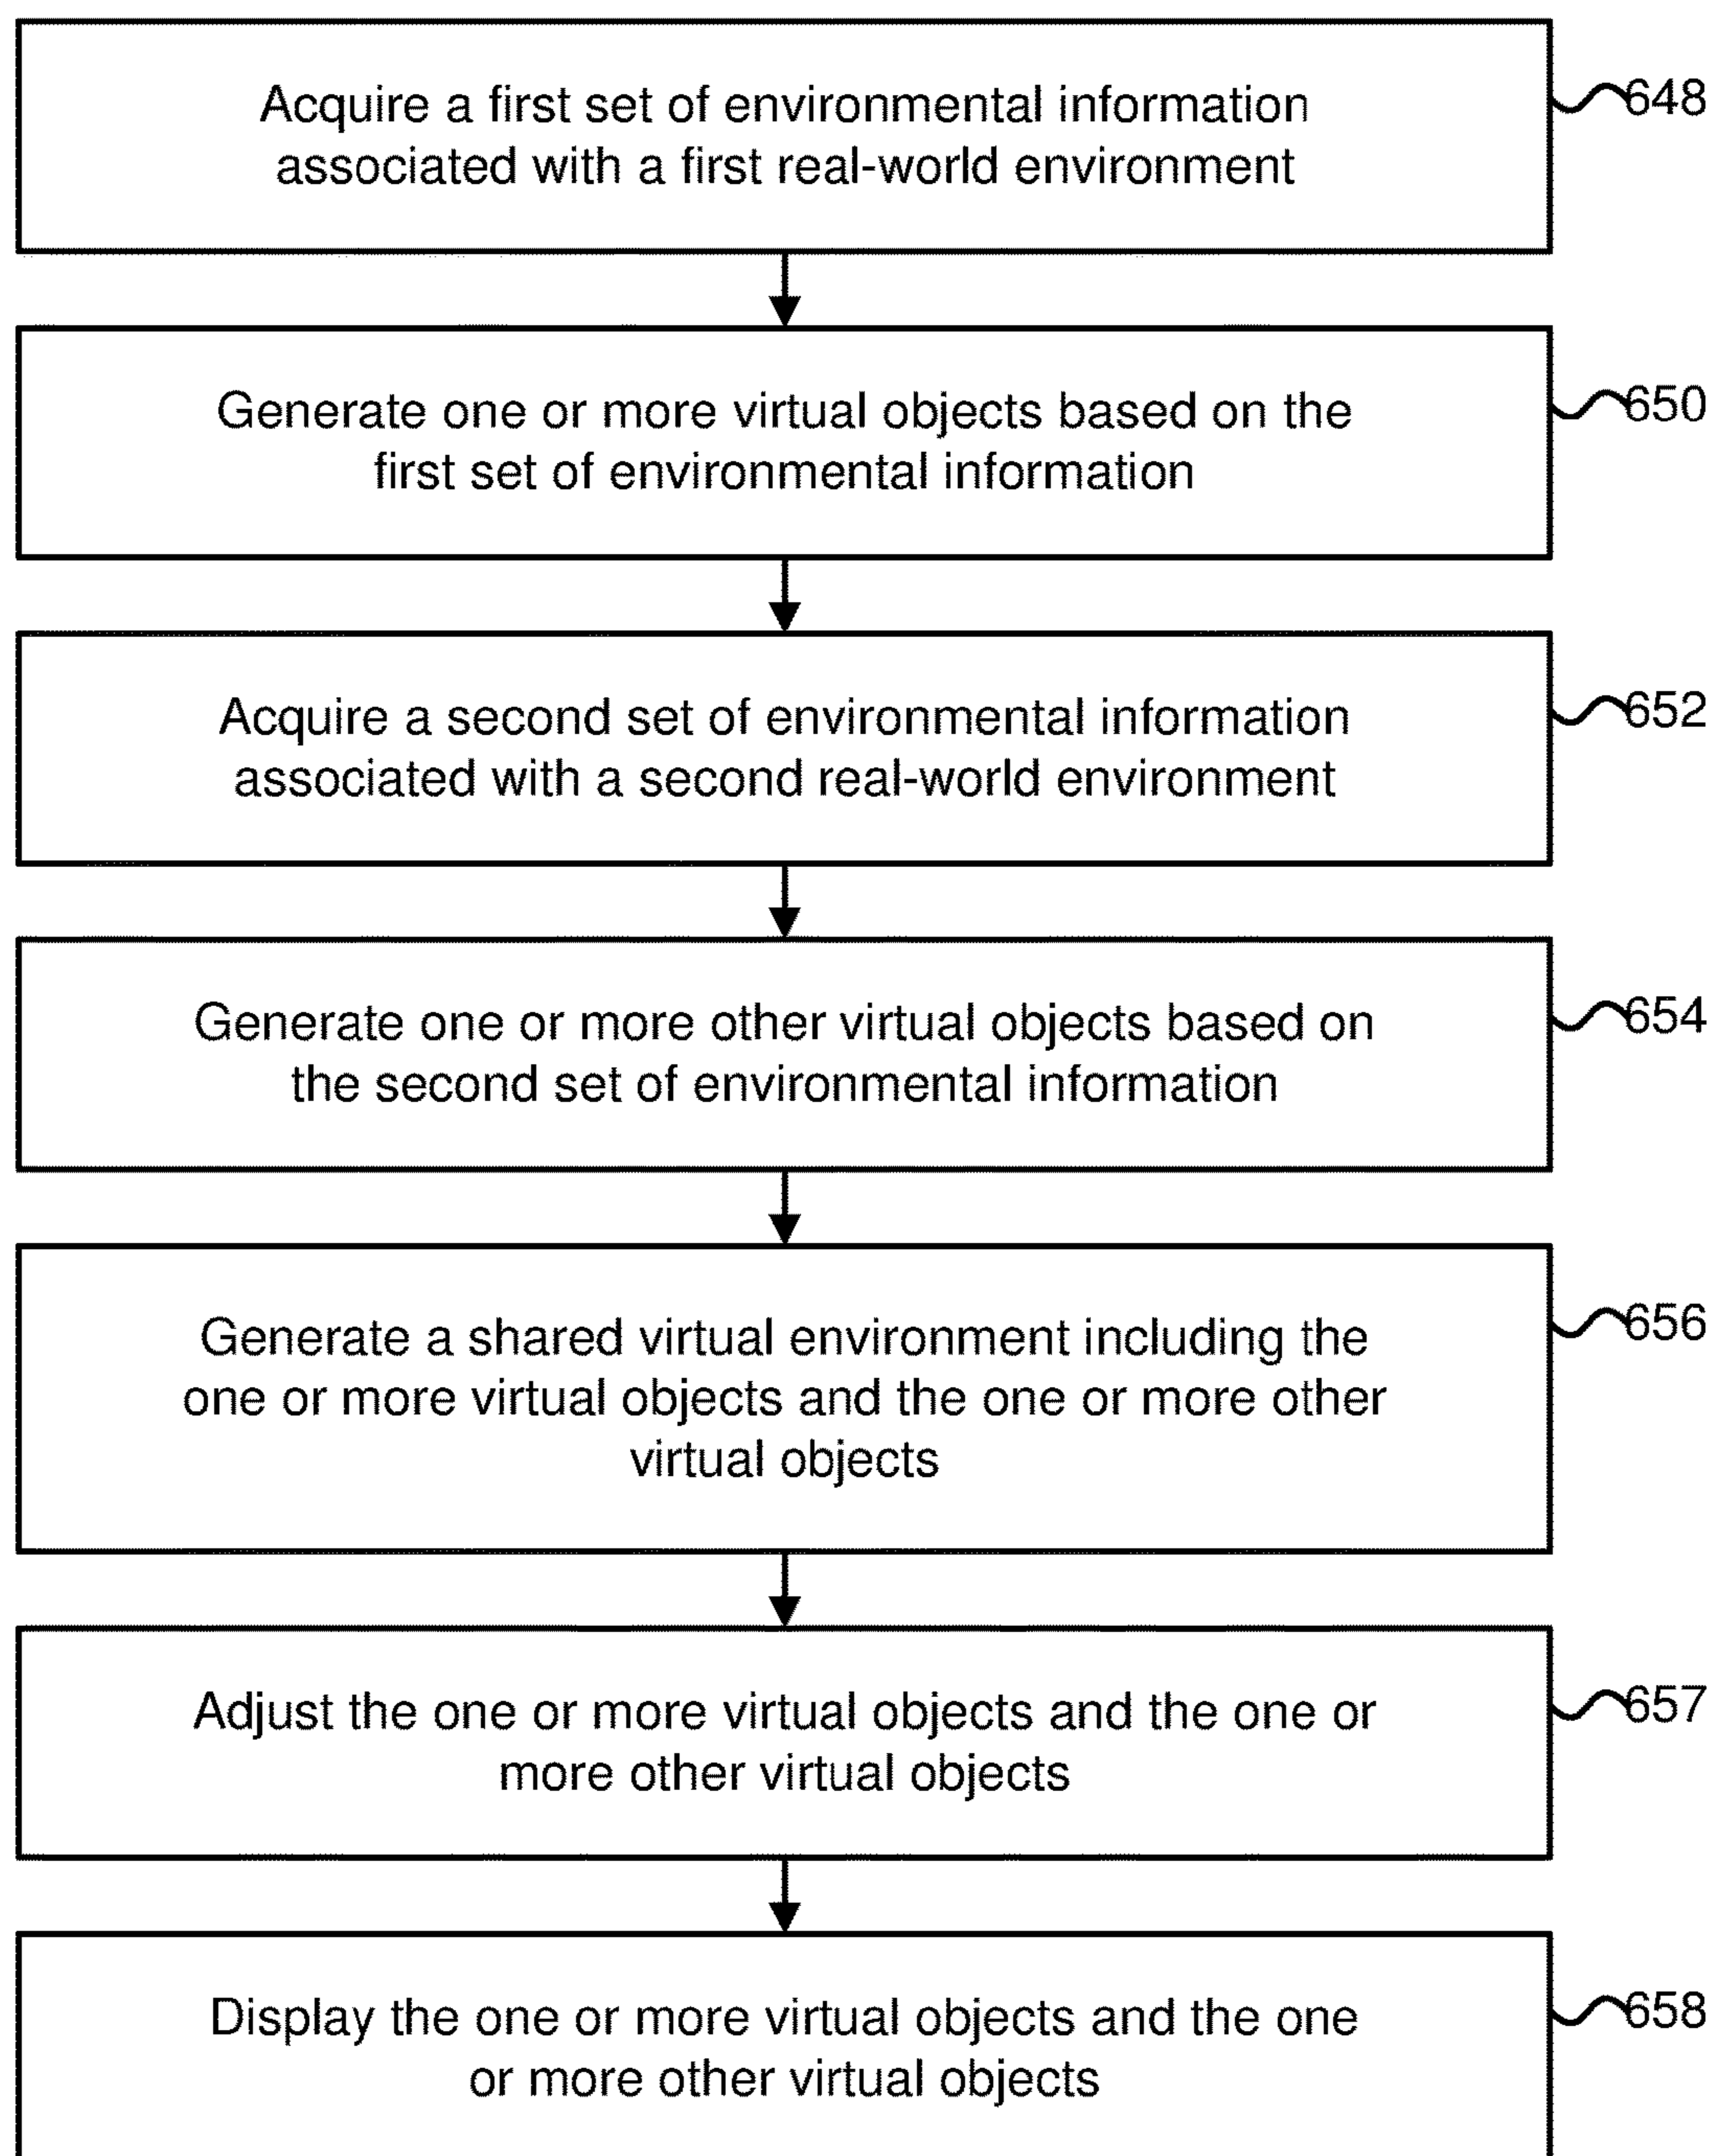 Acquire a first set of environmental information
associated with a first real-world environment
648
Generate one or more virtual objects based on the
first set of environmental information
650
Acquire a second set of environmental information
associated with a second real-world environment
652
Generate one or more other virtual objects based on
the second set of environmental information
654
Generate a shared virtual environment including the
one or more virtual objects and the one or more other
virtual objects
656
Adjust the one or more virtual objects and the one or
more other virtual objects
657
Display the one or more virtual objects and the one
or more other virtual objects
658